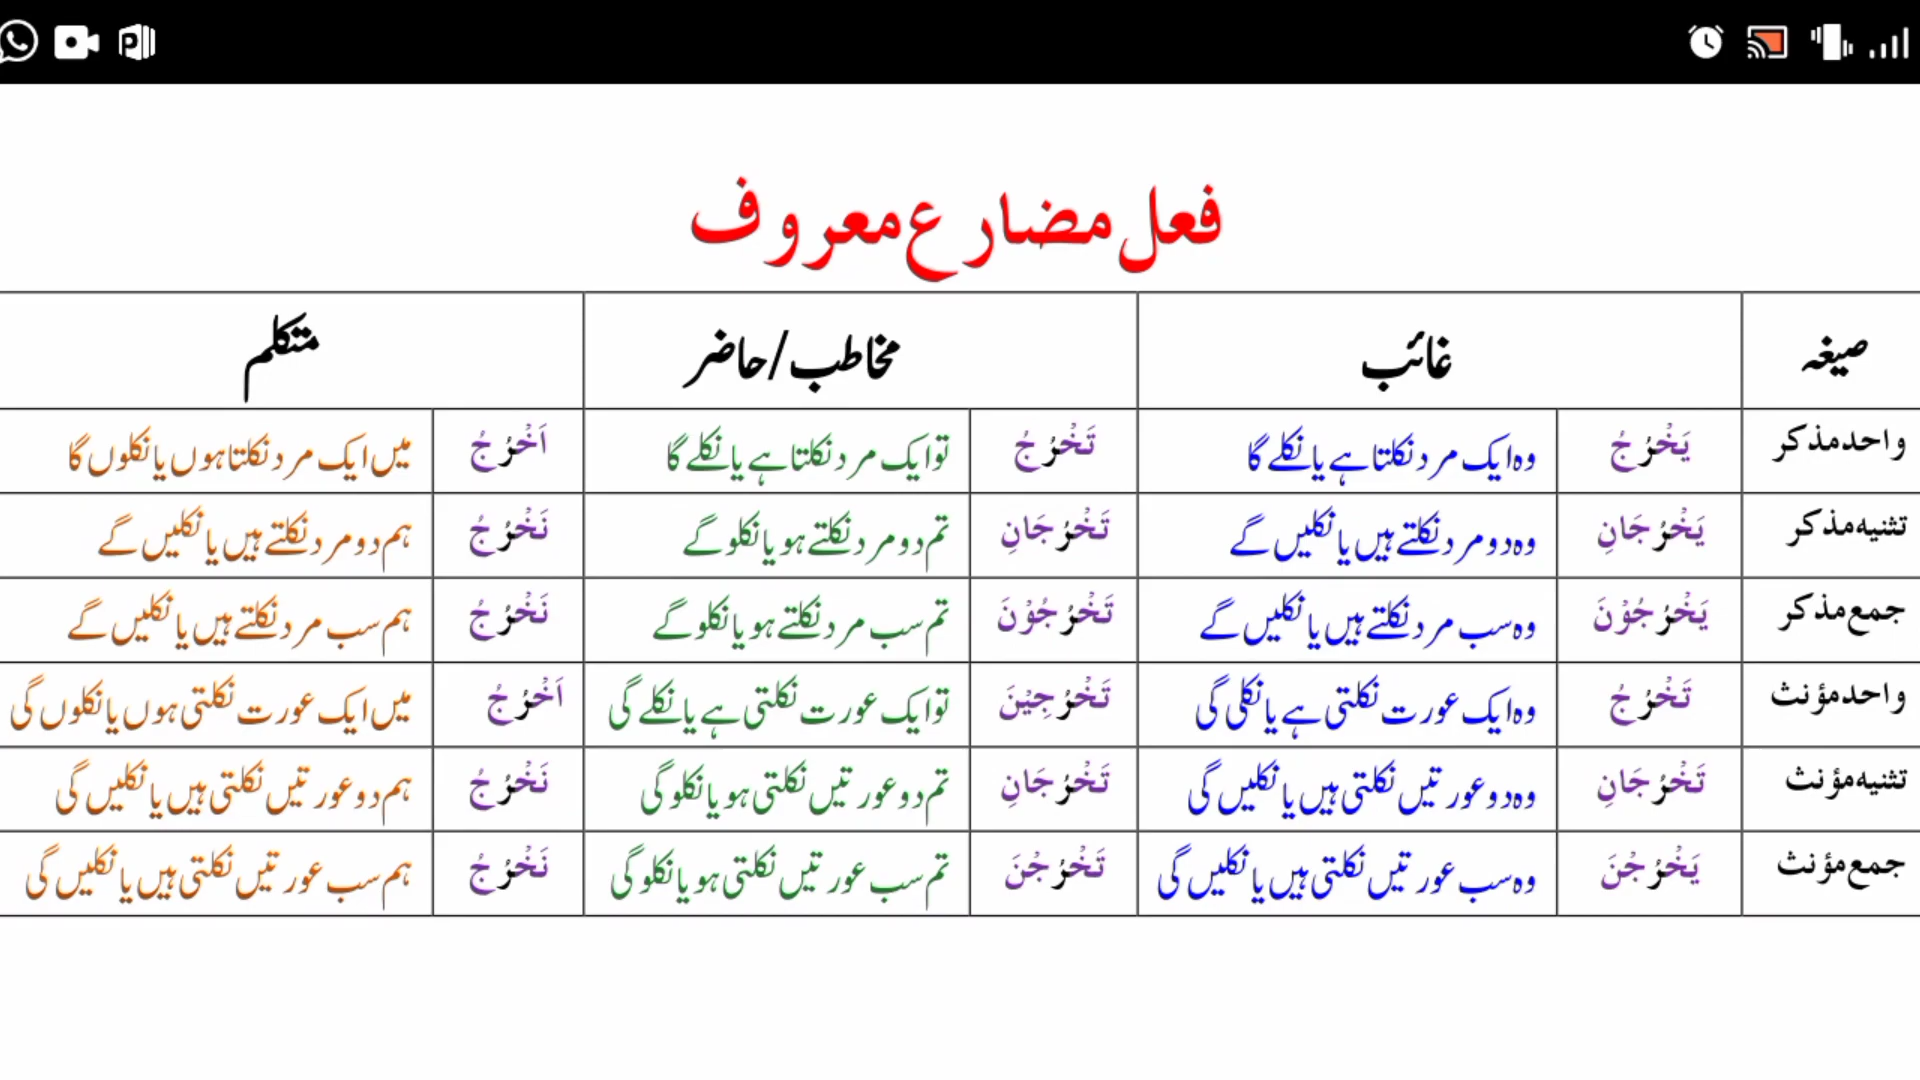 فعل مضارع معروف
صیغہ غائب مخاطب/حاضر متکلم
واحد مذکر یَخْرُجُ وہ ایک مرد نکلتا ہے یا نکلے گا تَخْرُجُ تو ایک مرد نکلتا ہے یا نکلے گا اَخْرُجُ میں ایک مرد نکلتا ہوں یا نکلوں گا
تثنیہ مذکر یَخْرُجَانِ وہ دو مرد نکلتے ہیں یا نکلیں گے تَخْرُجَانِ تم دو مرد نکلتے ہو یا نکلو گے نَخْرُجُ ہم دو مرد نکلتے ہیں یا نکلیں گے
جمع مذکر یَخْرُجُوْنَ وہ سب مرد نکلتے ہیں یا نکلیں گے تَخْرُجُوْنَ تم سب مرد نکلتے ہو یا نکلو گے نَخْرُجُ ہم سب مرد نکلتے ہیں یا نکلیں گے
واحد مؤنث تَخْرُجُ وہ ایک عورت نکلتی ہے یا نکلی گی تَخْرُجِیْنَ تو ایک عورت نکلتی ہے یا نکلے گی اَخْرُجُ میں ایک عورت نکلتی ہوں یا نکلوں گی
تثنیہ مؤنث تَخْرُجَانِ وہ دو عورتیں نکلتی ہیں یا نکلیں گی تَخْرُجَانِ تم دو عورتیں نکلتی ہو یا نکلو گی نَخْرُجُ ہم دو عورتیں نکلتی ہیں یا نکلیں گی
جمع مؤنث یَخْرُجْنَ وہ سب عورتیں نکلتی ہیں یا نکلیں گی تَخْرُجْنَ تم سب عورتیں نکلتی ہو یا نکلو گی نَخْرُجُ ہم سب عورتیں نکلتی ہیں یا نکلیں گی